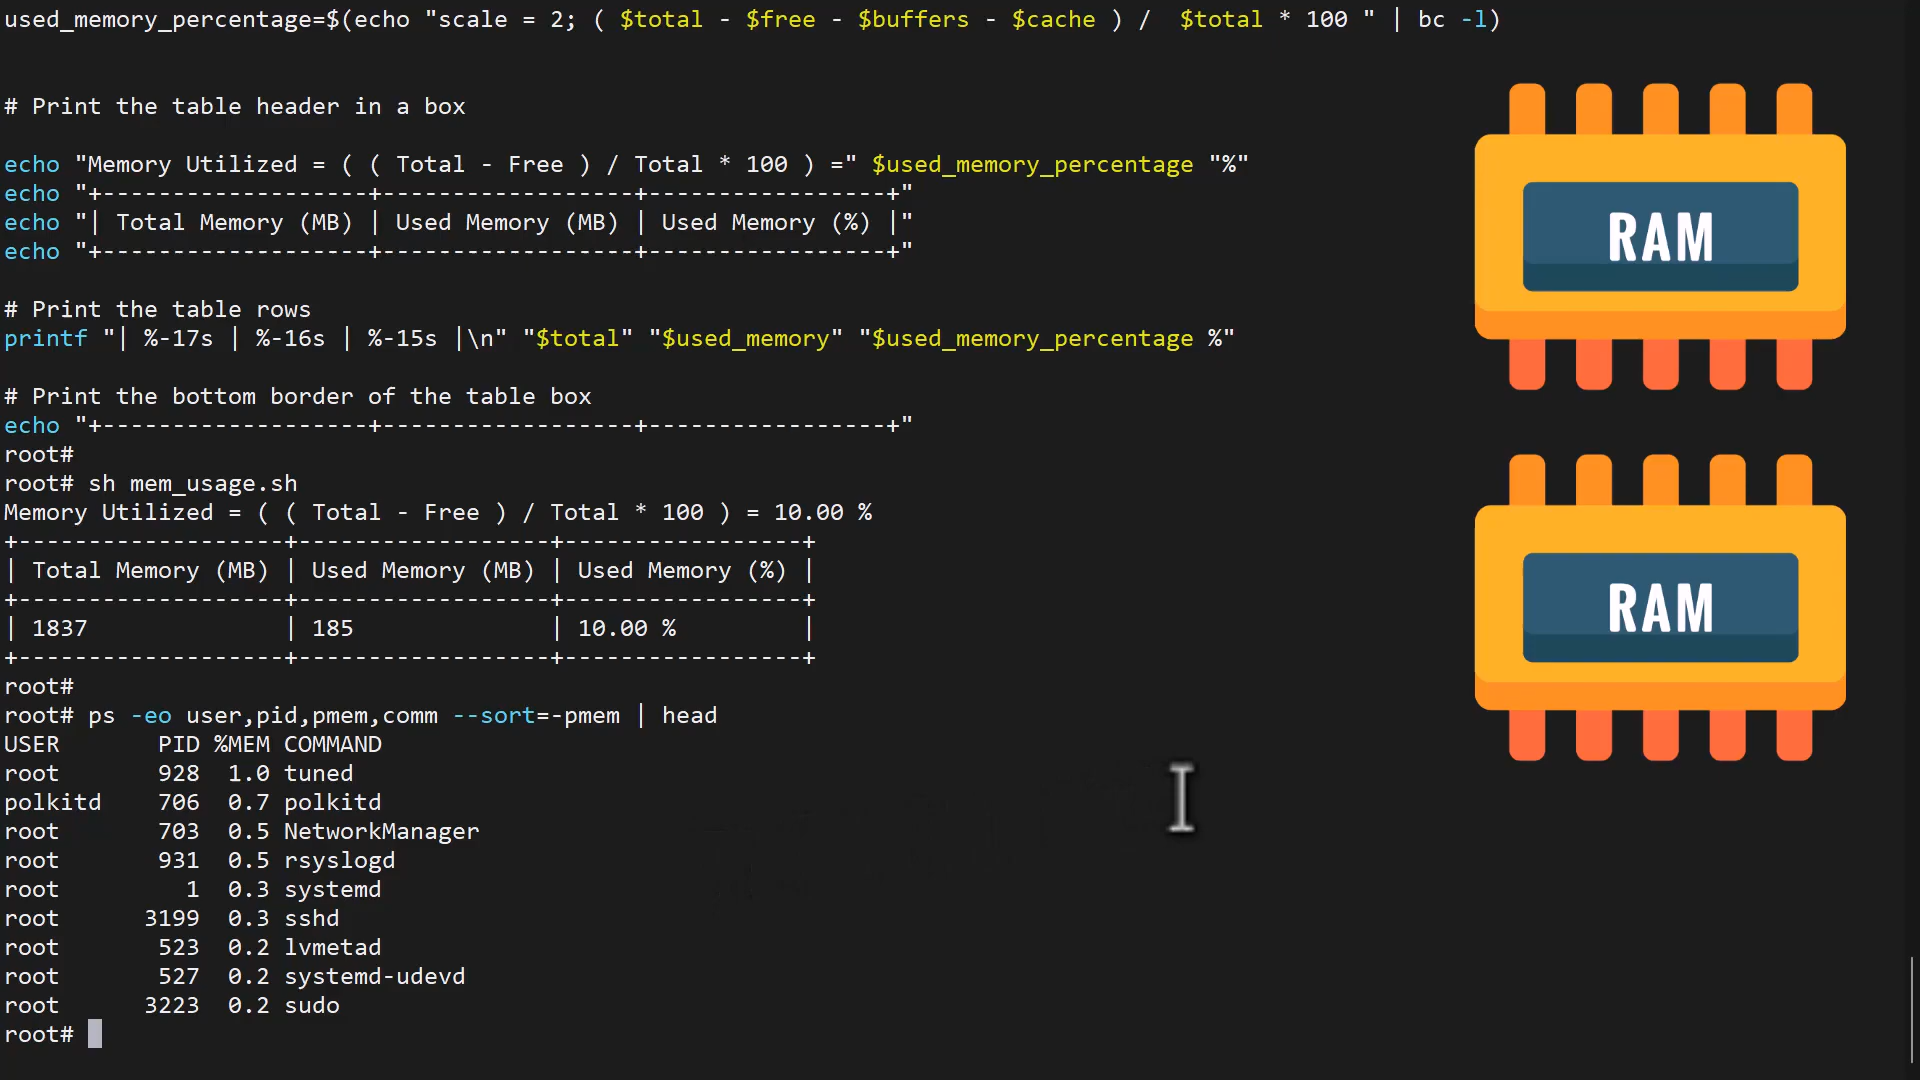 used_memory_percentage=$(echo "scale = 2; ( $total - $free - $buffers - $cache ) /  $total * 100 " | bc -l)
# Print the table header in a box
echo "Memory Utilized = ( ( Total - Free ) / Total * 100 ) =" $used_memory_percentage "%"
echo "+-------------------+------------------+-----------------+"
echo "| Total Memory (MB) | Used Memory (MB) | Used Memory (%) |"
echo "+-------------------+------------------+-----------------+"
# Print the table rows
printf "| %-17s | %-16s | %-15s |\n" "$total" "$used_memory" "$used_memory_percentage %"
# Print the bottom border of the table box
echo "+-------------------+------------------+-----------------+"
root#
root# sh mem_usage.sh
Memory Utilized = ( ( Total - Free ) / Total * 100 ) = 10.00 %
+-------------------+------------------+-----------------+
| Total Memory (MB) | Used Memory (MB) | Used Memory (%) |
+-------------------+------------------+-----------------+
| 1837              | 185              | 10.00 %         |
+-------------------+------------------+-----------------+
root#
root# ps -eo user,pid,pmem,comm --sort=-pmem | head
USER       PID %MEM COMMAND
root       928  1.0 tuned
polkitd    706  0.7 polkitd
root       703  0.5 NetworkManager
root       931  0.5 rsyslogd
root         1  0.3 systemd
root      3199  0.3 sshd
root       523  0.2 lvmetad
root       527  0.2 systemd-udevd
root      3223  0.2 sudo
root#
RAM
RAM